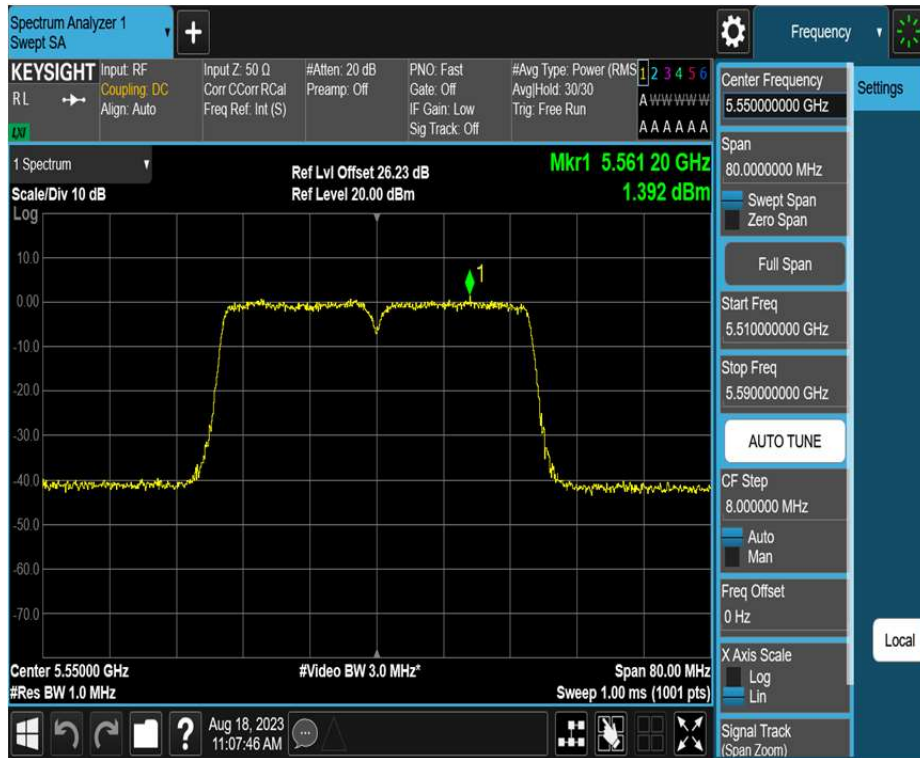 Spectrum Analyzer 1
Swept SA
+
Frequency
KEYSIGHT
RL
LXI
Input: RF
Coupling: DC
Align: Auto
Input Z: 50 Ω
Corr CCorr RCal
Freq Ref: Int (S)
#Atten: 20 dB
Preamp: Off
PNO: Fast
Gate: Off
IF Gain: Low
Sig Track: Off
#Avg Type: Power (RMS
Avg|Hold: 30/30
Trig: Free Run
1 2 3 4 5 6
A W W W W W
A A A A A A
1 Spectrum
Scale/Div 10 dB
Log
Ref Lvl Offset 26.23 dB
Ref Level 20.00 dBm
Mkr1 5.561 20 GHz
1.392 dBm
1
10.0
0.00
-10.0
-20.0
-30.0
-40.0
-50.0
-60.0
-70.0
Center 5.55000 GHz
#Res BW 1.0 MHz
#Video BW 3.0 MHz*
Span 80.00 MHz
Sweep 1.00 ms (1001 pts)
?
Aug 18, 2023
11:07:46 AM
Center Frequency
5.550000000 GHz
Span
80.0000000 MHz
Swept Span
Zero Span
Full Span
Start Freq
5.510000000 GHz
Stop Freq
5.590000000 GHz
AUTO TUNE
CF Step
8.000000 MHz
Auto
Man
Freq Offset
0 Hz
X Axis Scale
Log
Lin
Signal Track
(Span Zoom)
Settings
Local